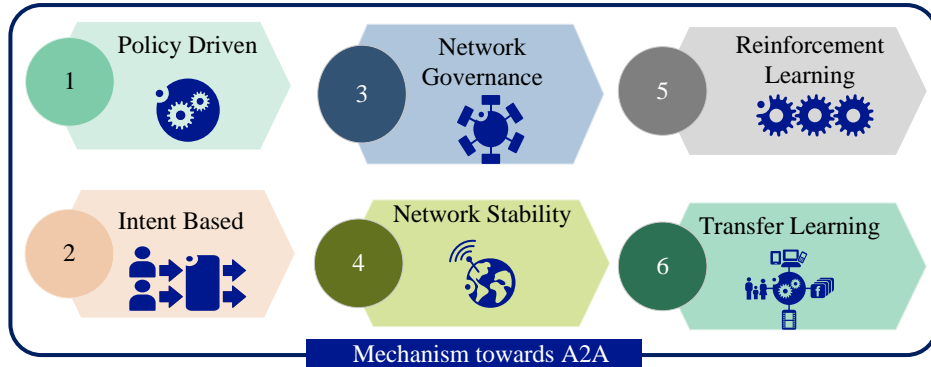 1
Policy Driven
2
Intent Based
3
Network
Governance
4
Network Stability
5
Reinforcement
Learning
6
Transfer Learning
f
Mechanism towards A2A